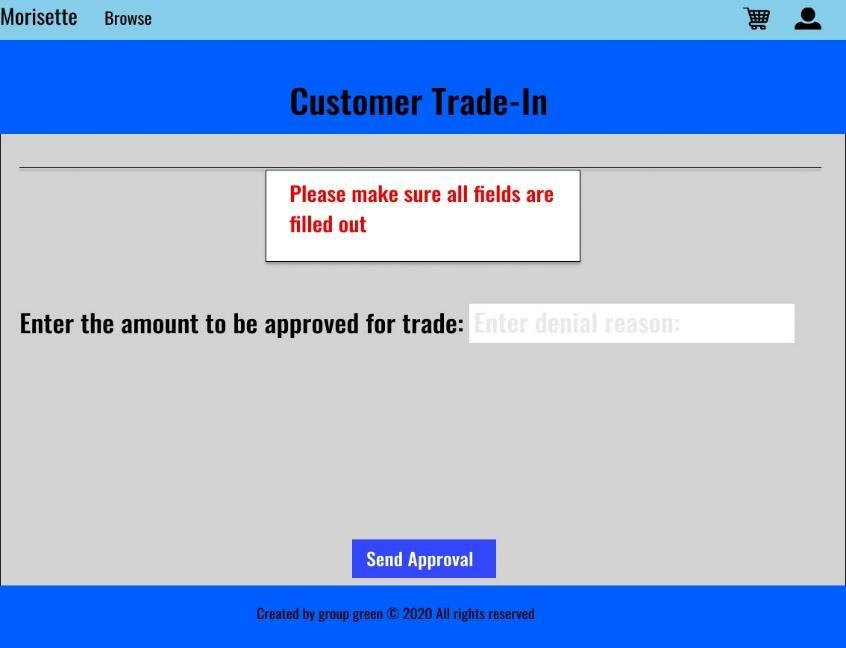 Morisette Browse
Customer Trade-In
Please make sure all fields are
filled out
Enter the amount to be approved for trade: Enter denial reason:
Send Approval
Created by group green © 2020 All rights reserved